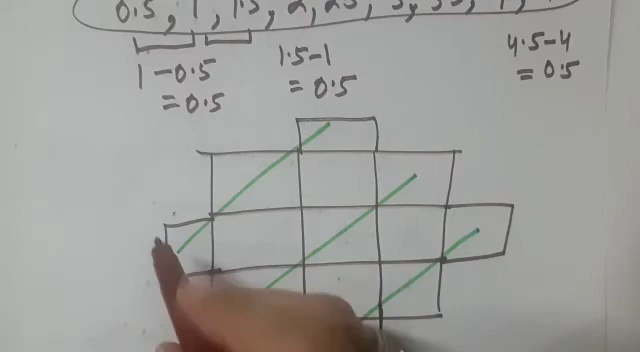 0.5, 1, 1.5, 2, 2.5, 3, 3.5, 4,
1-0.5 1.5-1 4.5-4
=0.5 =0.5 =0.5